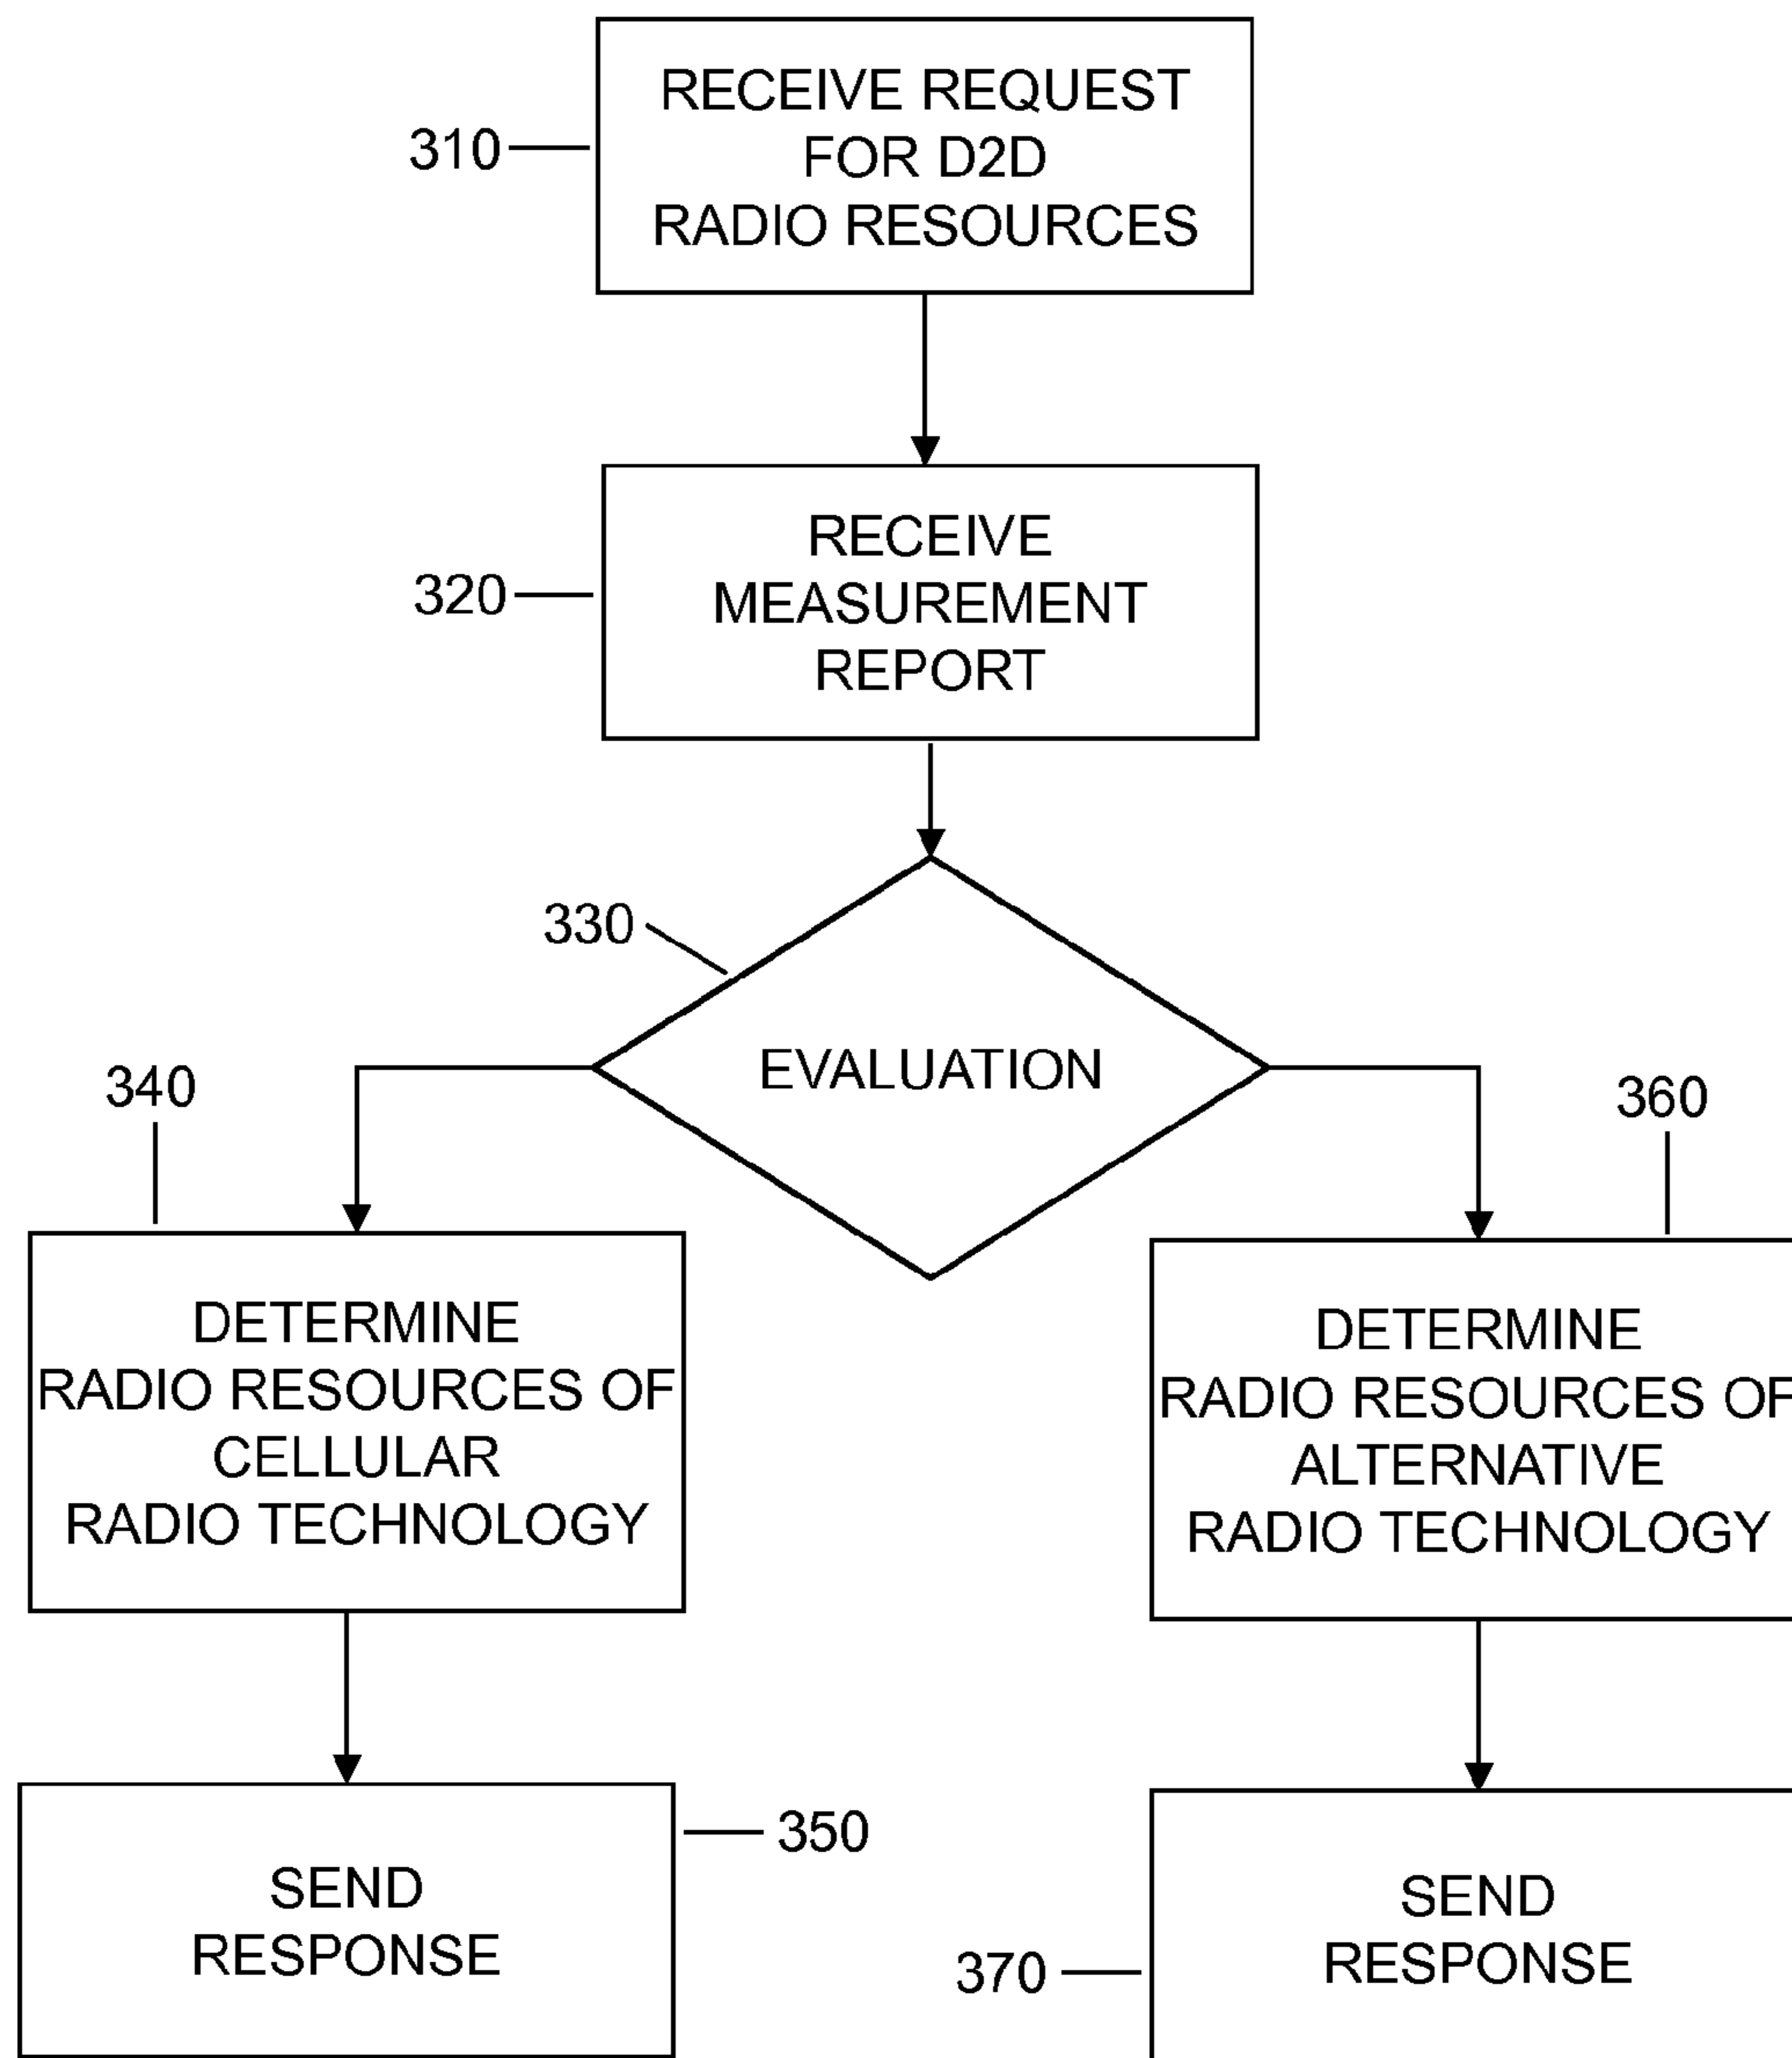 RECEIVE REQUEST
FOR D2D
RADIO RESOURCES
310
RECEIVE
MEASUREMENT
REPORT
320
330
EVALUATION
340
360
DETERMINE
RADIO RESOURCES OF
CELLULAR
RADIO TECHNOLOGY
DETERMINE
RADIO RESOURCES OF
ALTERNATIVE
RADIO TECHNOLOGY
350
SEND
RESPONSE
SEND
RESPONSE
370